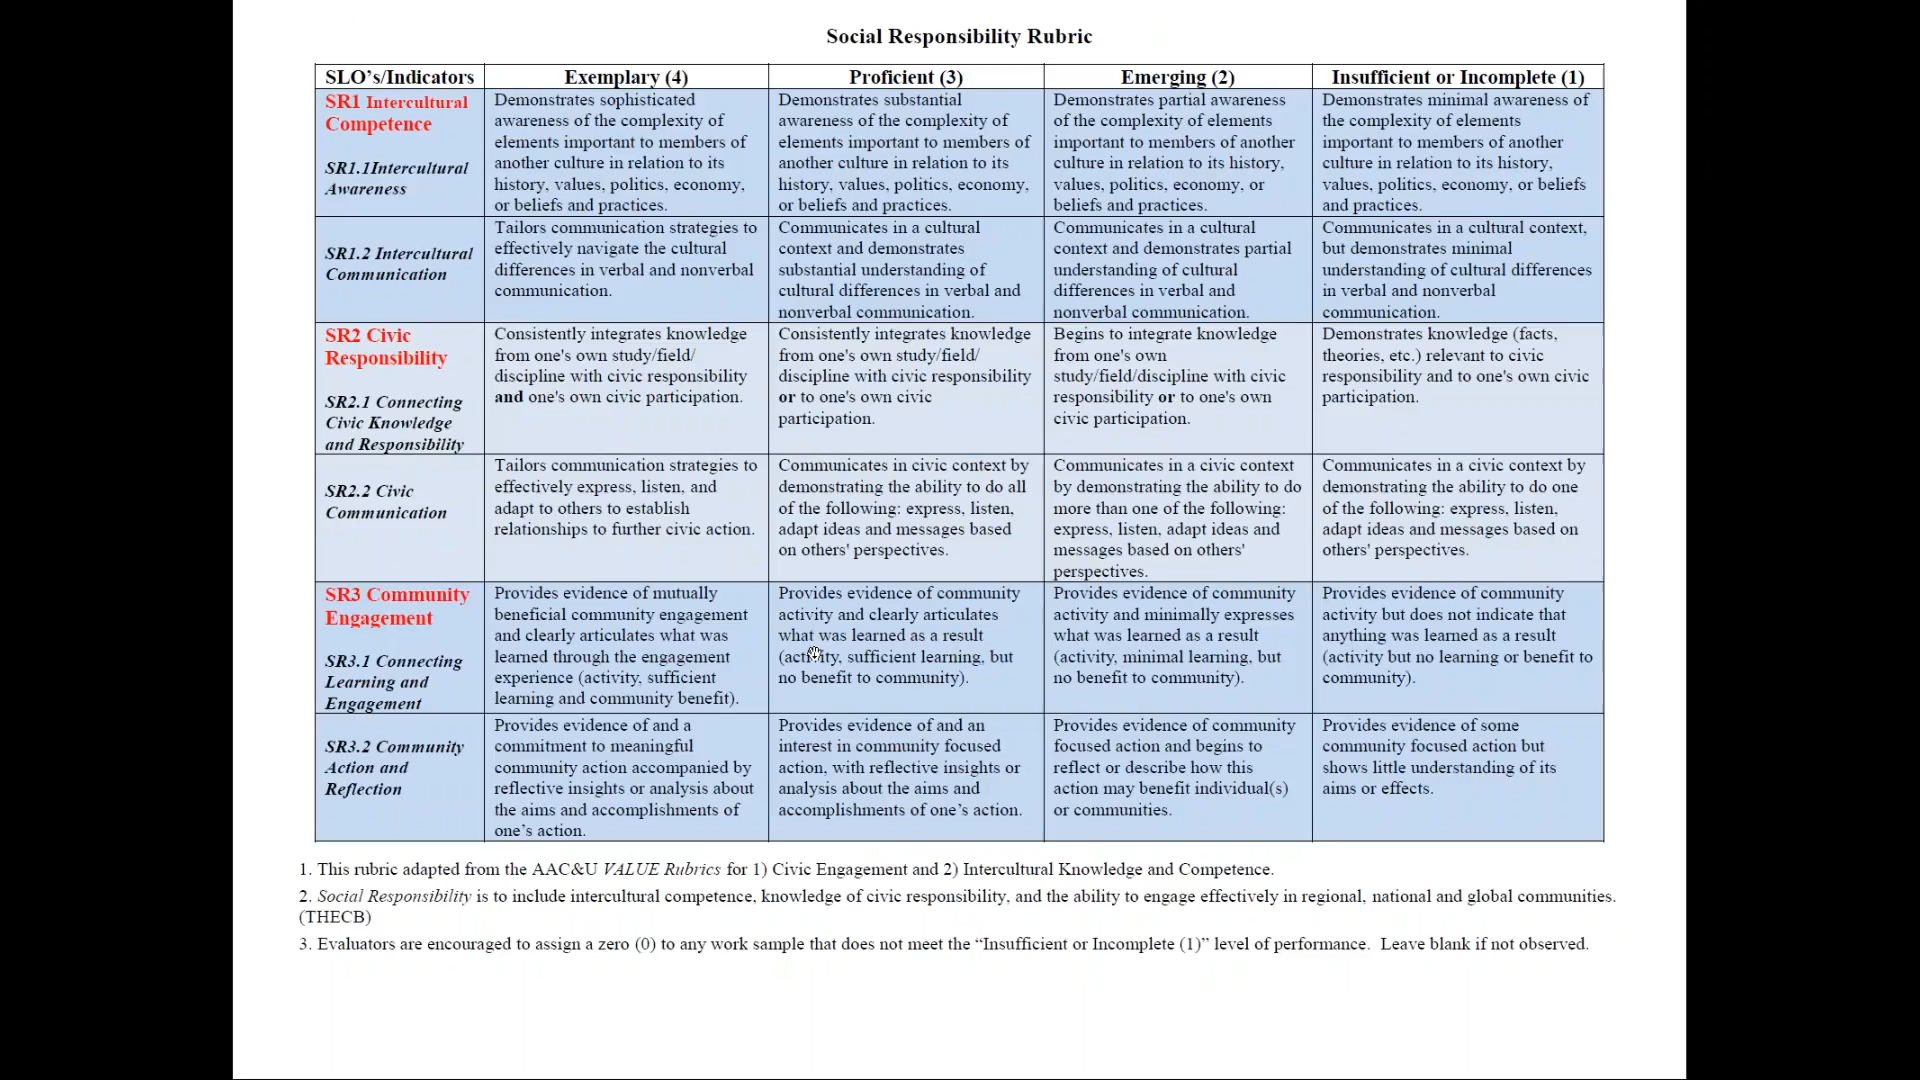 Social Responsibility Rubric
SLO's/Indicators Exemplary (4) Proficient (3) Emerging (2) Insufficient or Incomplete (1)
SR1 Intercultural
Competence
SR1.1Intercultural
Awareness
Demonstrates sophisticated
awareness of the complexity of
elements important to members of
another culture in relation to its
history, values, politics, economy,
or beliefs and practices.
Demonstrates substantial
awareness of the complexity of
elements important to members of
another culture in relation to its
history, values, politics, economy,
or beliefs and practices.
Demonstrates partial awareness
of the complexity of elements
important to members of another
culture in relation to its history,
values, politics, economy, or
beliefs and practices.
Demonstrates minimal awareness of
the complexity of elements
important to members of another
culture in relation to its history,
values, politics, economy, or beliefs
and practices.
SR1.2 Intercultural
Communication
Tailors communication strategies to
effectively navigate the cultural
differences in verbal and nonverbal
communication.
Communicates in a cultural
context and demonstrates
substantial understanding of
cultural differences in verbal and
nonverbal communication.
Communicates in a cultural
context and demonstrates partial
understanding of cultural
differences in verbal and
nonverbal communication.
Communicates in a cultural context,
but demonstrates minimal
understanding of cultural differences
in verbal and nonverbal
communication.
SR2 Civic
Responsibility
SR2.1 Connecting
Civic Knowledge
and Responsibility
Consistently integrates knowledge
from one's own study/field/
discipline with civic responsibility
and one's own civic participation.
Consistently integrates knowledge
from one's own study/field/
discipline with civic responsibility
or to one's own civic
participation.
Begins to integrate knowledge
from one's own
study/field/discipline with civic
responsibility or to one's own
civic participation.
Demonstrates knowledge (facts,
theories, etc.) relevant to civic
responsibility and to one's own civic
participation.
SR2.2 Civic
Communication
Tailors communication strategies to
effectively express, listen, and
adapt to others to establish
relationships to further civic action.
Communicates in civic context by
demonstrating the ability to do all
of the following: express, listen,
adapt ideas and messages based
on others' perspectives.
Communicates in a civic context
by demonstrating the ability to do
more than one of the following:
express, listen, adapt ideas and
messages based on others'
perspectives.
Communicates in a civic context by
demonstrating the ability to do one
of the following: express, listen,
adapt ideas and messages based on
others' perspectives.
SR3 Community
Engagement
SR3.1 Connecting
Learning and
Engagement
Provides evidence of mutually
beneficial community engagement
and clearly articulates what was
learned through the engagement
experience (activity, sufficient
learning and community benefit).
Provides evidence of community
activity and clearly articulates
what was learned as a result
(activity, sufficient learning, but
no benefit to community).
Provides evidence of community
activity and minimally expresses
what was learned as a result
(activity, minimal learning, but
no benefit to community).
Provides evidence of community
activity but does not indicate that
anything was learned as a result
(activity but no learning or benefit to
community).
SR3.2 Community
Action and
Reflection
Provides evidence of and a
commitment to meaningful
community action accompanied by
reflective insights or analysis about
the aims and accomplishments of
one's action.
Provides evidence of and an
interest in community focused
action, with reflective insights or
analysis about the aims and
accomplishments of one's action.
Provides evidence of community
focused action and begins to
reflect or describe how this
action may benefit individual(s)
or communities.
Provides evidence of some
community focused action but
shows little understanding of its
aims or effects.
1. This rubric adapted from the AAC&U VALUE Rubrics for 1) Civic Engagement and 2) Intercultural Knowledge and Competence.
2. Social Responsibility is to include intercultural competence, knowledge of civic responsibility, and the ability to engage effectively in regional, national and global communities.
(THECB)
3. Evaluators are encouraged to assign a zero (0) to any work sample that does not meet the "Insufficient or Incomplete (1)" level of performance. Leave blank if not observed.